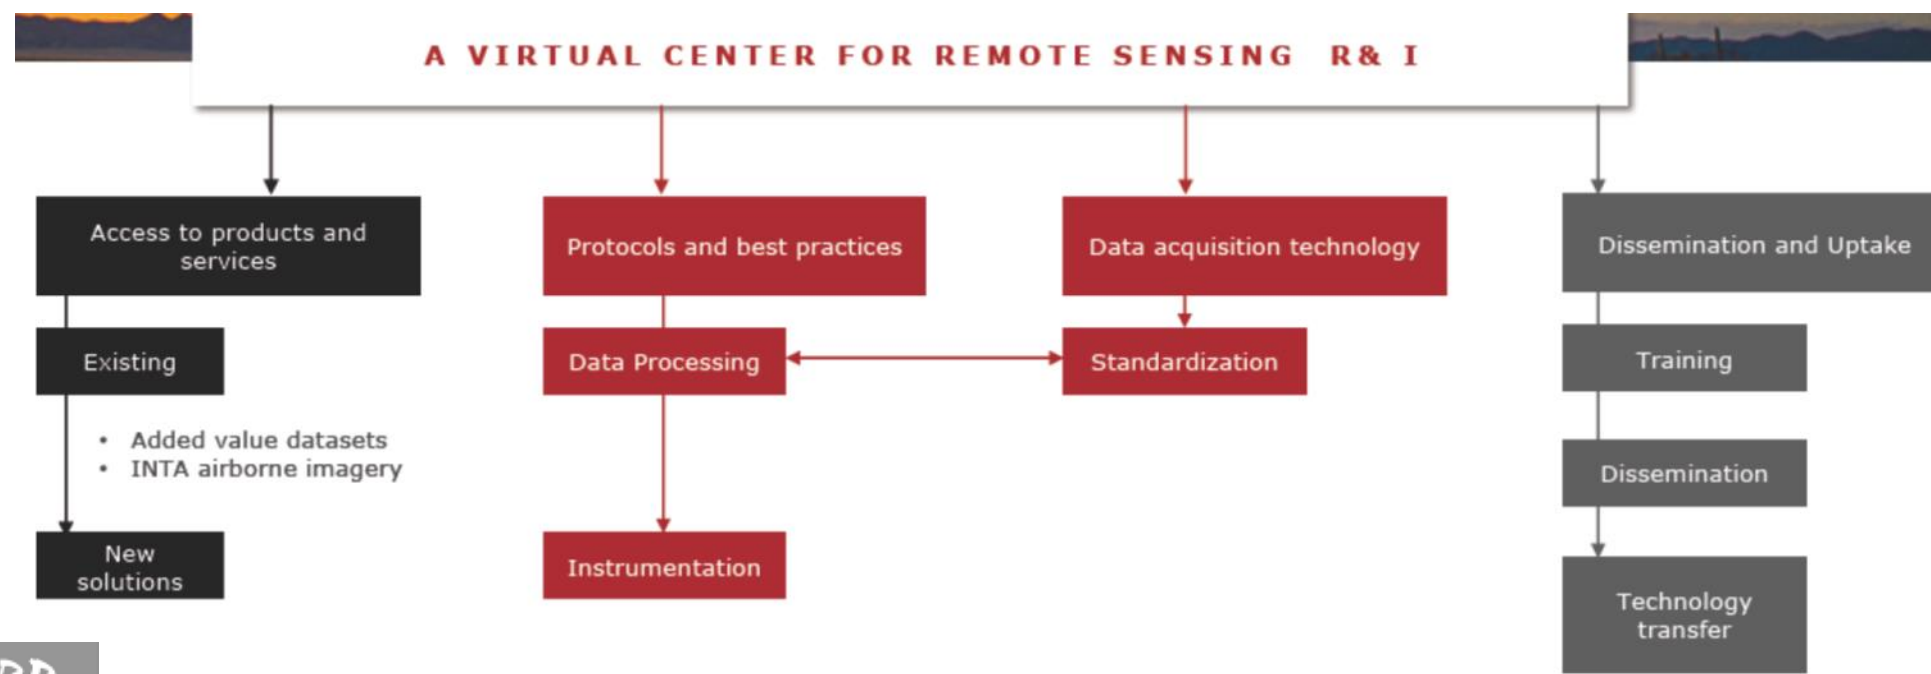 A VIRTUAL CENTER FOR REMOTE SENSING R& I
Access to products and
services
Existing
• Added value datasets
• INTA airborne imagery
New
solutions
Protocols and best practices
Data Processing
Instrumentation
Data acquisition technology
Standardization
Dissemination and Uptake
Training
Dissemination
Technology
transfer